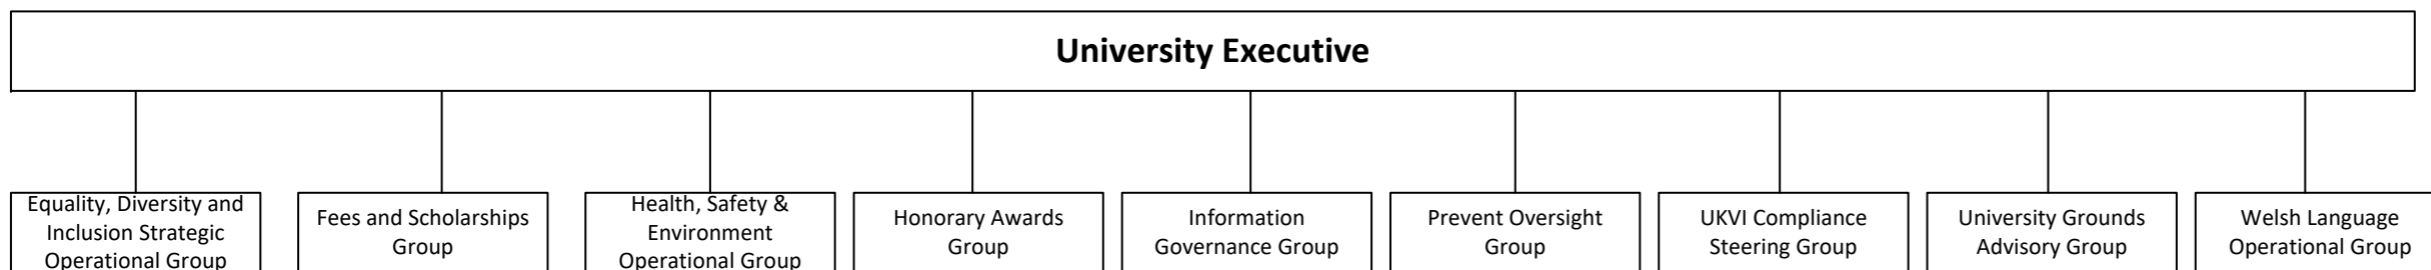 University Executive
Equality, Diversity and
Inclusion Strategic
Operational Group
Fees and Scholarships
Group
Health, Safety &
Environment
Operational Group
Honorary Awards
Group
Information
Governance Group
Prevent Oversight
Group
UKVI Compliance
Steering Group
University Grounds
Advisory Group
Welsh Language
Operational Group